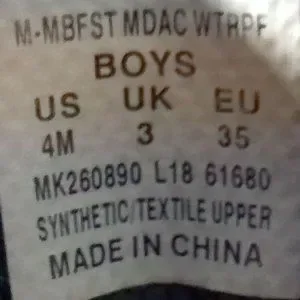 M-MBFST MDAC WTRPF
BOYS
US UK EU
4M 3 35
MK260890 L18 61680
SYNTHETIC/TEXTILE UPPER
MADE IN CHINA